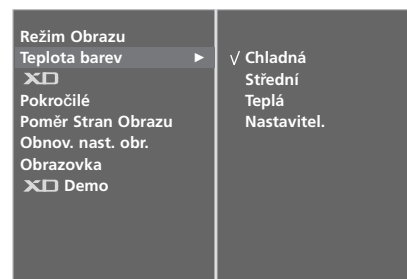 Režim Obrazu
Teplota barev ►
XD
Pokročilé
Poměr Stran Obrazu
Obnov. nast. obr.
Obrazovka
XD Demo
√ Chladná
Střední
Teplá
Nastavitel.